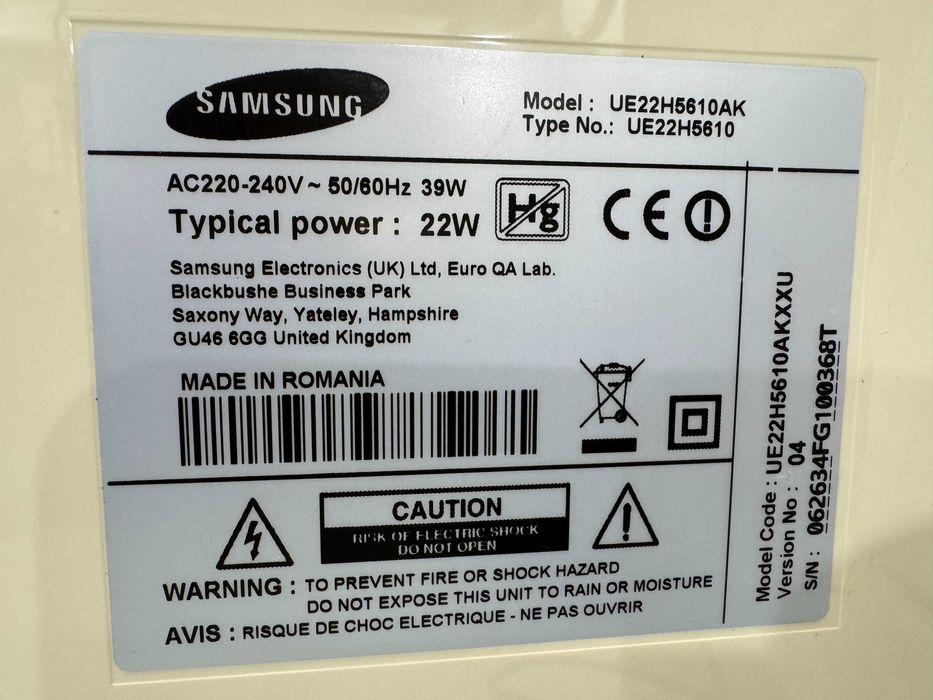 SAMSUNG
Model : UE22H5610AK
Type No.: UE22H5610
AC220-240V ~ 50/60Hz 39W
Typical power : 22W
Hg
CE
Samsung Electronics (UK) Ltd, Euro QA Lab.
Blackbushe Business Park
Saxony Way, Yateley, Hampshire
GU46 6GG United Kingdom
MADE IN ROMANIA
CAUTION
RISK OF ELECTRIC SHOCK
DO NOT OPEN
WARNING : TO PREVENT FIRE OR SHOCK HAZARD
DO NOT EXPOSE THIS UNIT TO RAIN OR MOISTURE
AVIS : RISQUE DE CHOC ELECTRIQUE - NE PAS OUVRIR
Model Code : UE22H5610AKXXU
Version No : 04
S/N : 062634FG100368T